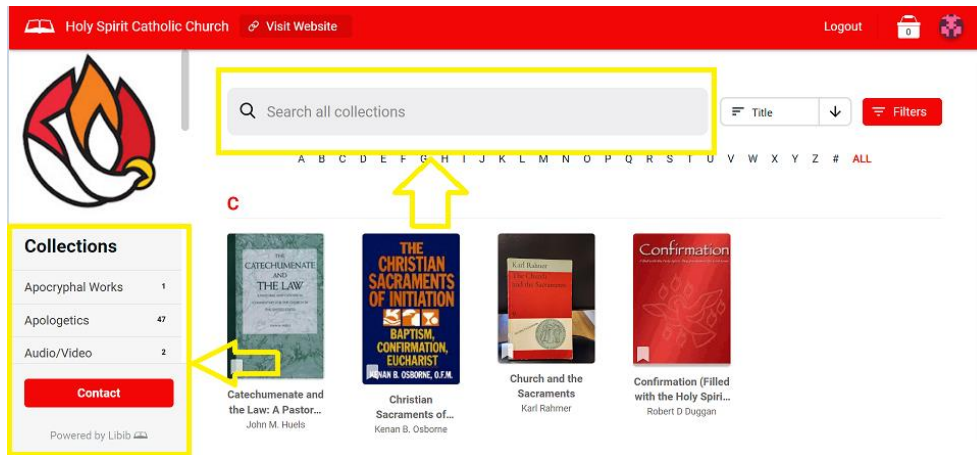 Holy Spirit Catholic Church
Visit Website
Logout
0
Search all collections
Title
Filters
A B C D E F G H I J K L M N O P Q R S T U V W X Y Z # ALL
C
Collections
Apocryphal Works 1
Apologetics 47
Audio/Video 2
Contact
Powered by Libib
THE
CATECHUMENATE
AND
THE LAW
THE
CHRISTIAN
SACRAMENTS
OF INITIATION
BAPTISM,
CONFIRMATION,
EUCHARIST
KENAN B. OSBORNE, O.F.M.
Karl Rahner
The Church
and the Sacraments
Confirmation
Catechumenate and
the Law: A Pastor...
John M. Huels
Christian
Sacraments of...
Kenan B. Osborne
Church and the
Sacraments
Karl Rahmer
Confirmation (Filled
with the Holy Spiri...
Robert D Duggan